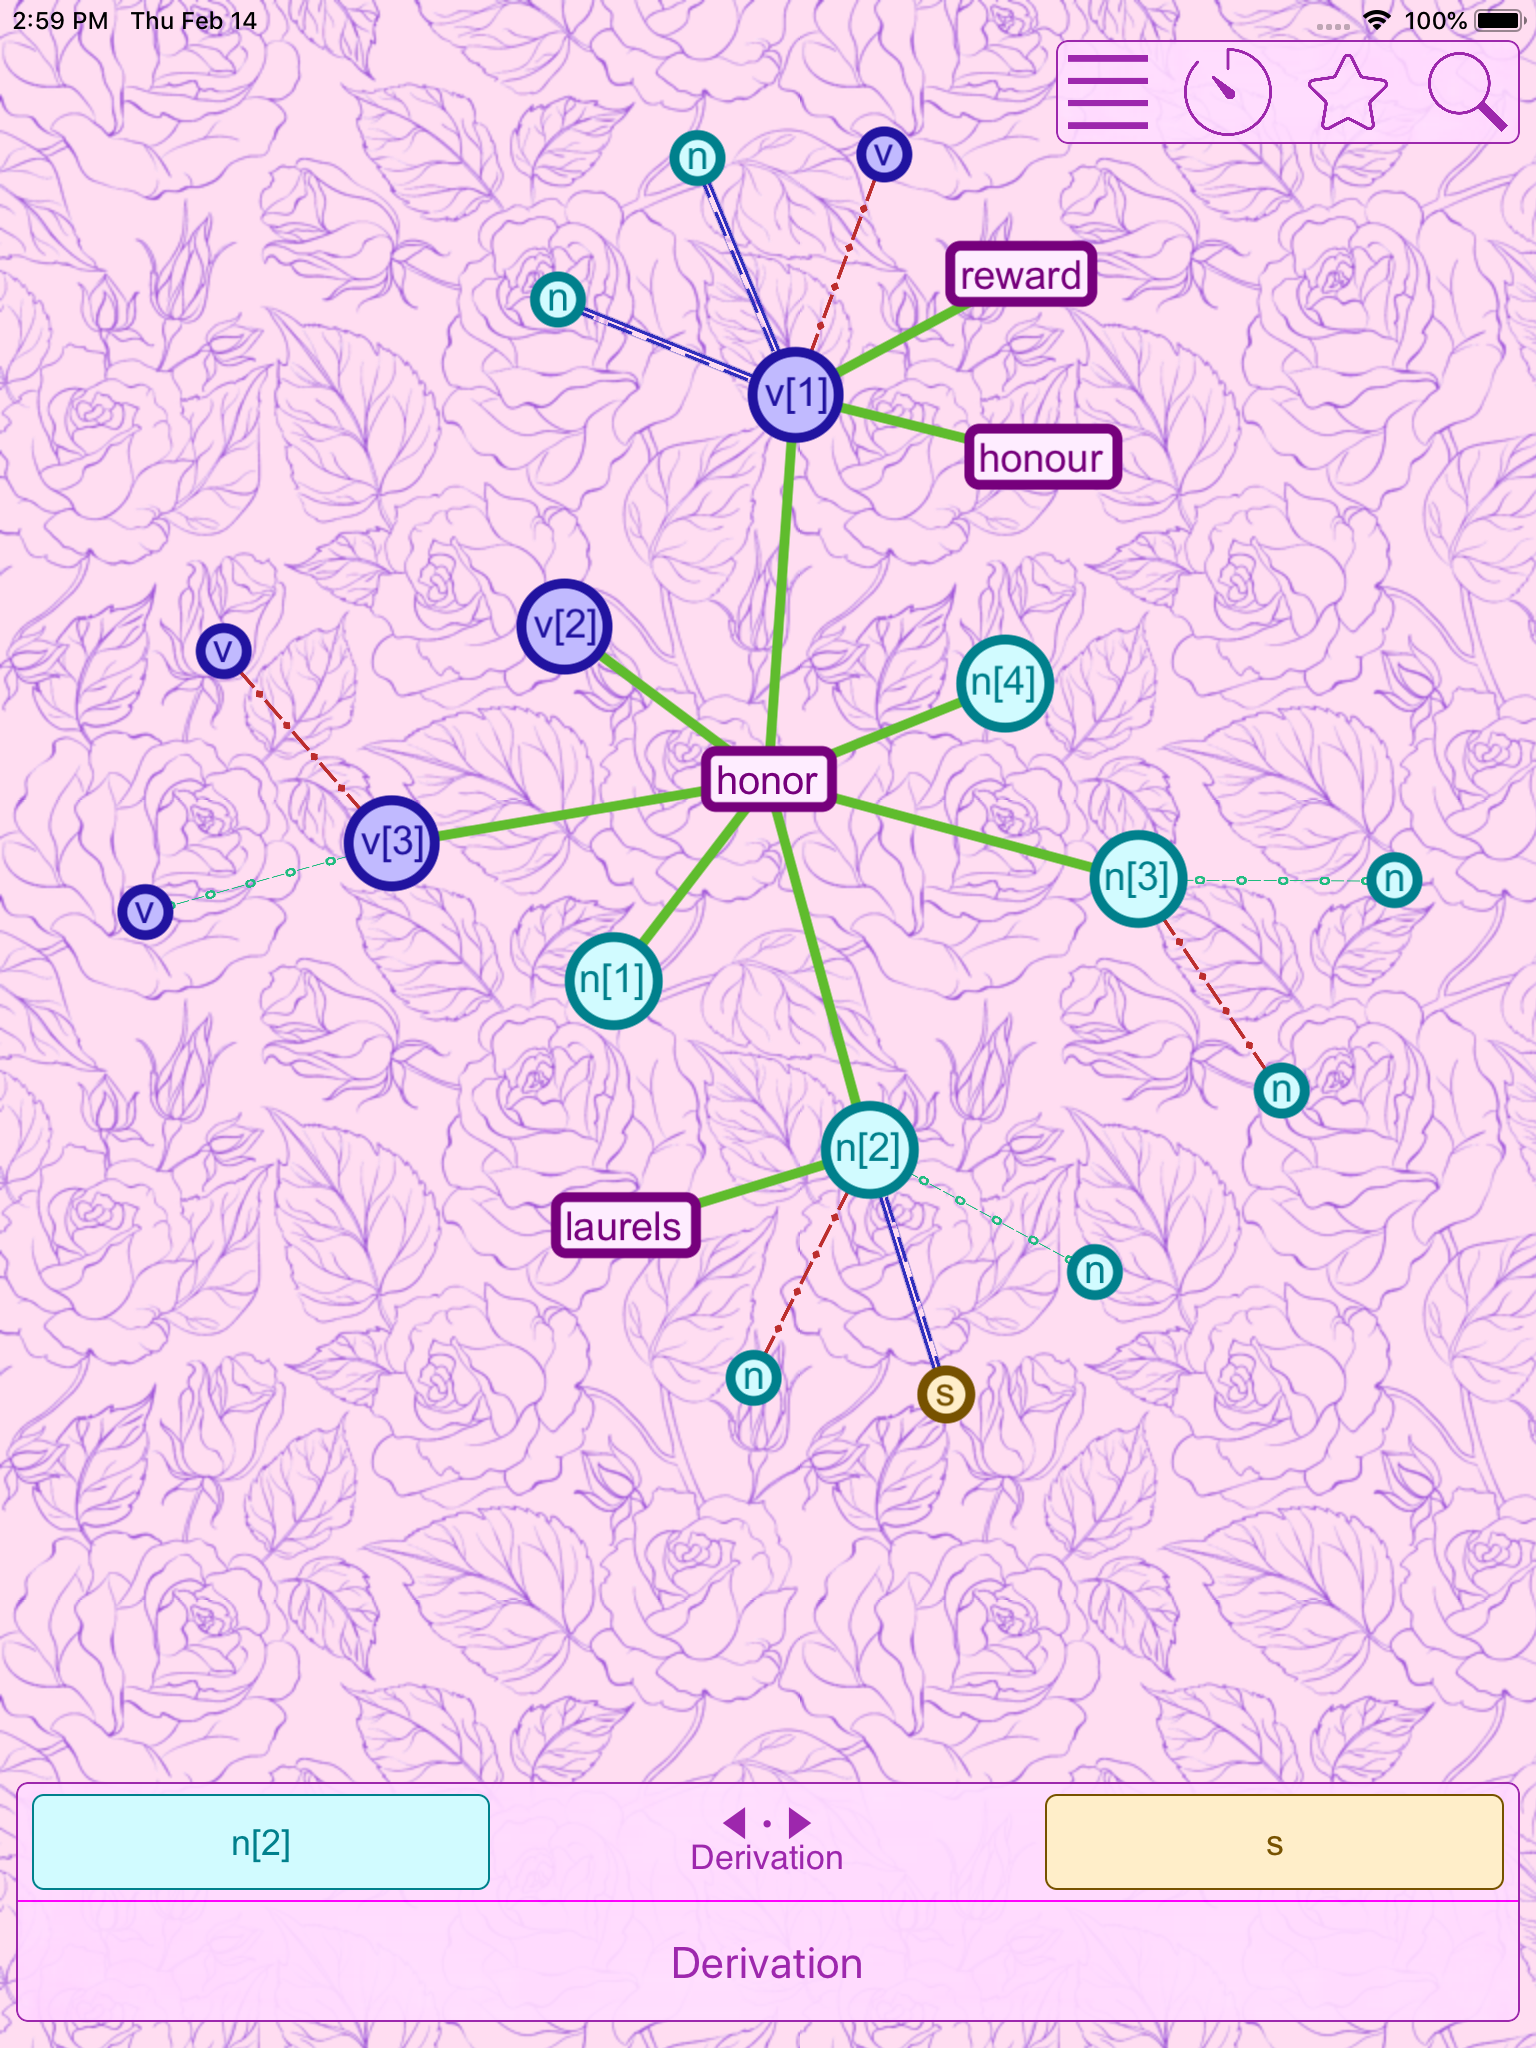 2:59 PM Thu Feb 14
100%
n
v
reward
n
v[1]
honour
v[2]
v
n[4]
honor
v[3]
n[3]
n
v
n[1]
n
n[2]
laurels
n
n
s
n[2]
Derivation
s
Derivation